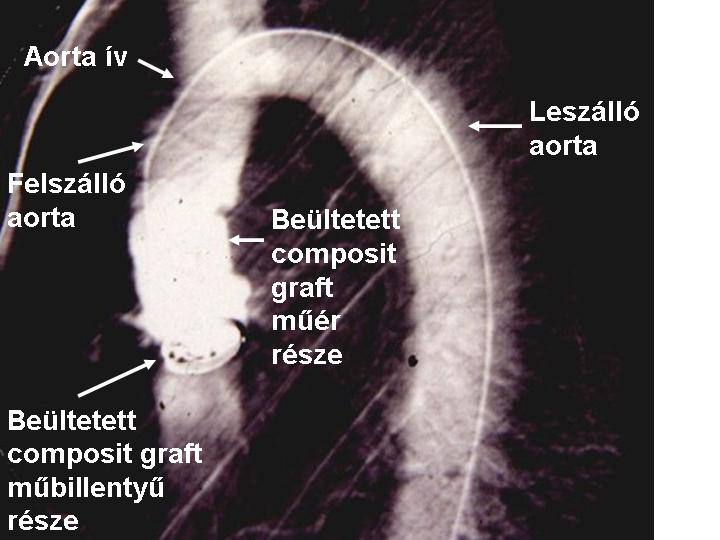 Aorta ív
Leszálló
aorta
Felszálló
aorta
Beültetett
composit
graft
műér
része
Beültetett
composit graft
műbillentyű
része